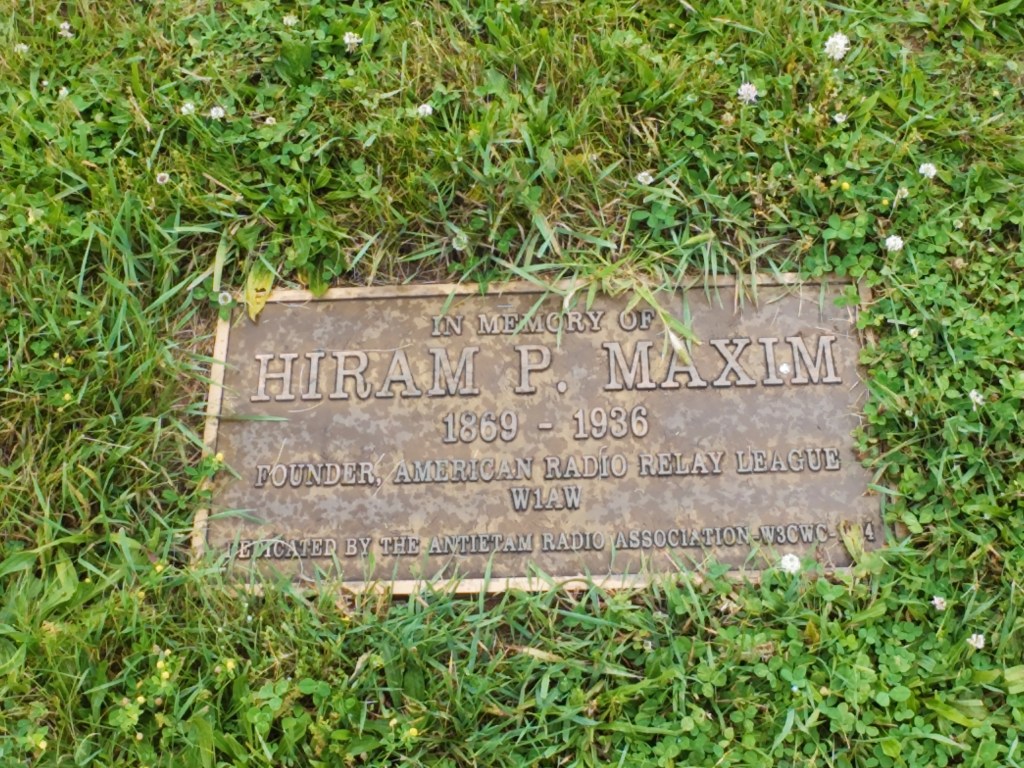 IN MEMORY OF
HIRAM P. MAXIM
1869 - 1936
FOUNDER, AMERICAN RADIO RELAY LEAGUE
W1AW
DEDICATED BY THE ANTIETAM RADIO ASSOCIATION-W3CWC-